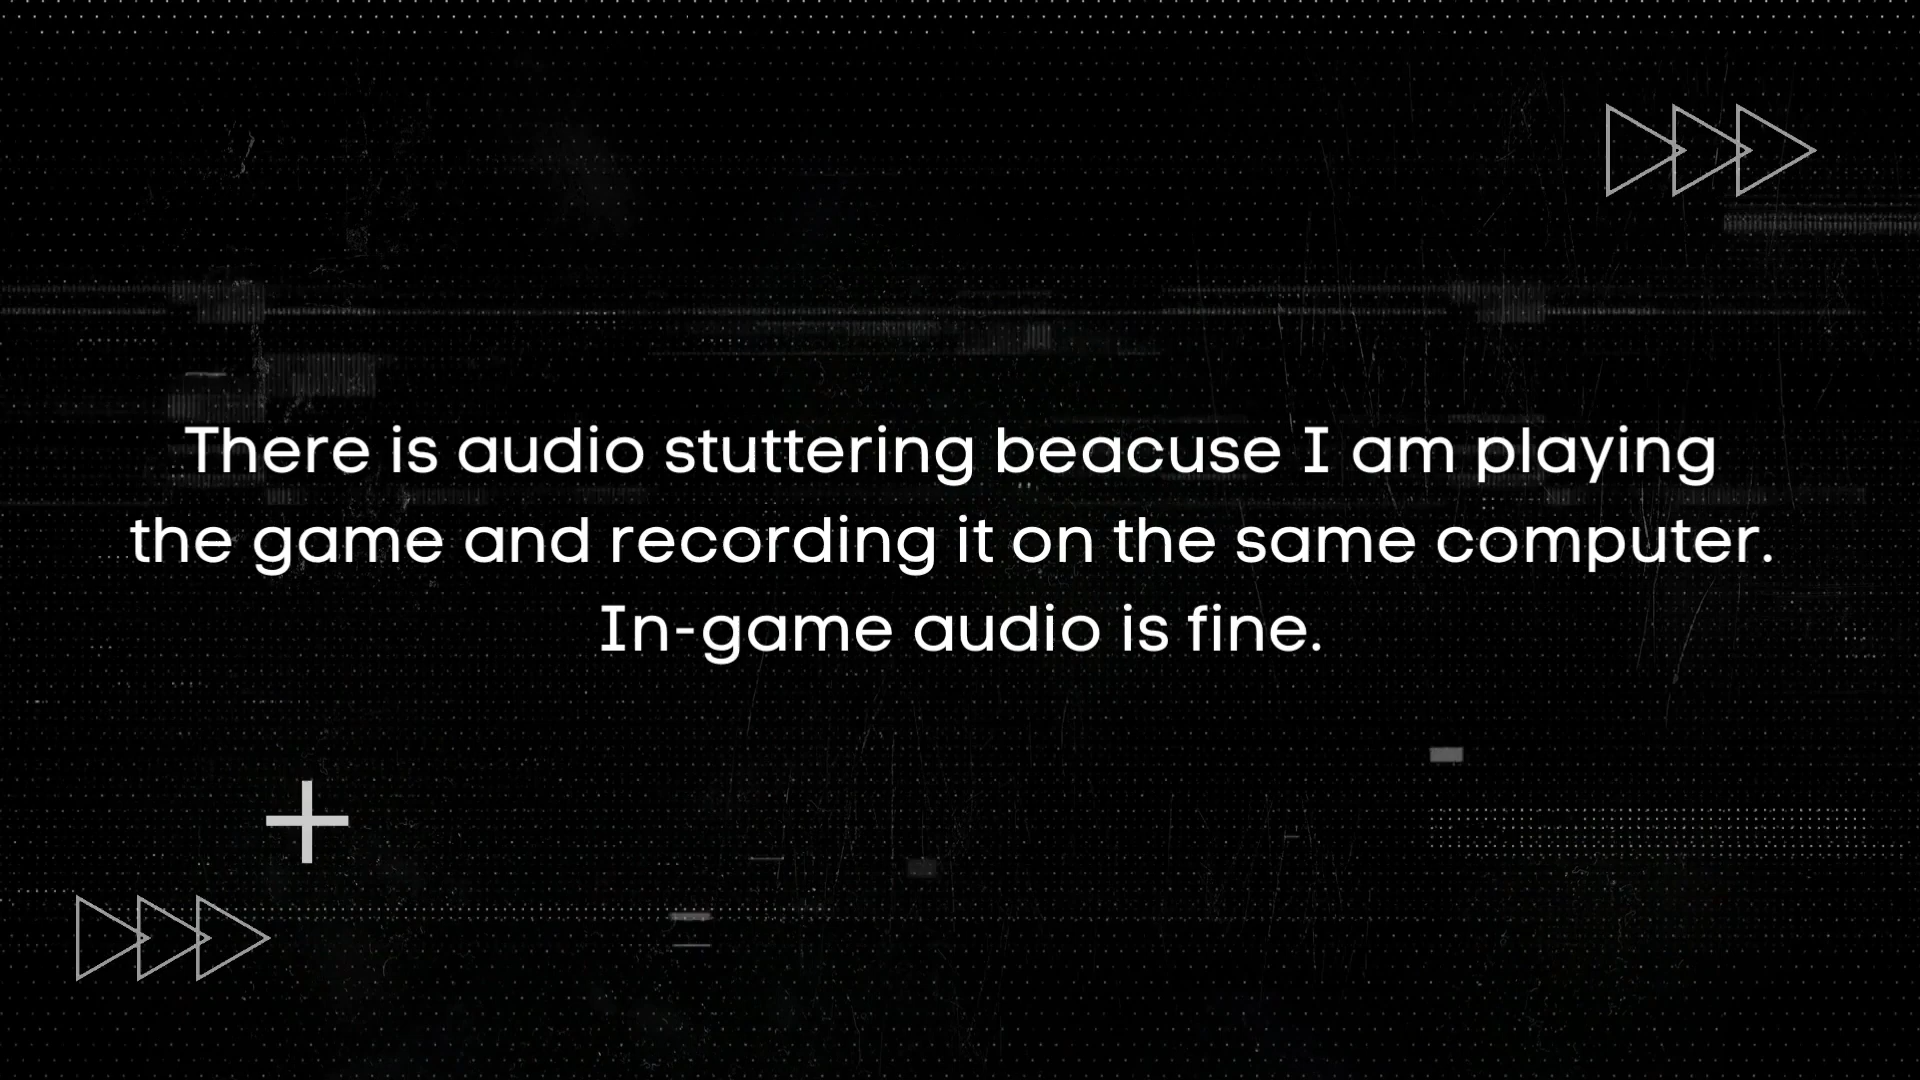 There is audio stuttering beacuse I am playing
the game and recording it on the same computer.
In-game audio is fine.